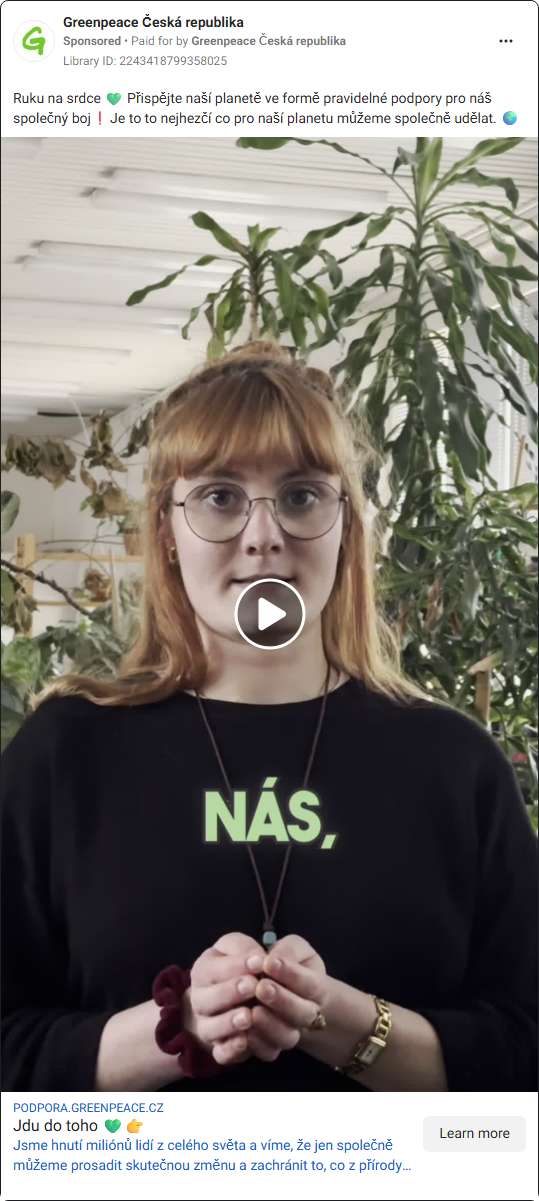 Greenpeace Česká republika
Sponsored • Paid for by Greenpeace Česká republika
Library ID: 2243418799358025
Ruku na srdce 💚 Přispějte naší planetě ve formě pravidelné podpory pro náš
společný boj❗ Je to to nejhezčí co pro naší planetu můžeme společně udělat. 🌍
NÁS,
PODPORA.GREENPEACE.CZ
Jdu do toho 💚 👉
Learn more
Jsme hnutí miliónů lidí z celého světa a víme, že jen společně
můžeme prosadit skutečnou změnu a zachránit to, co z přírody…